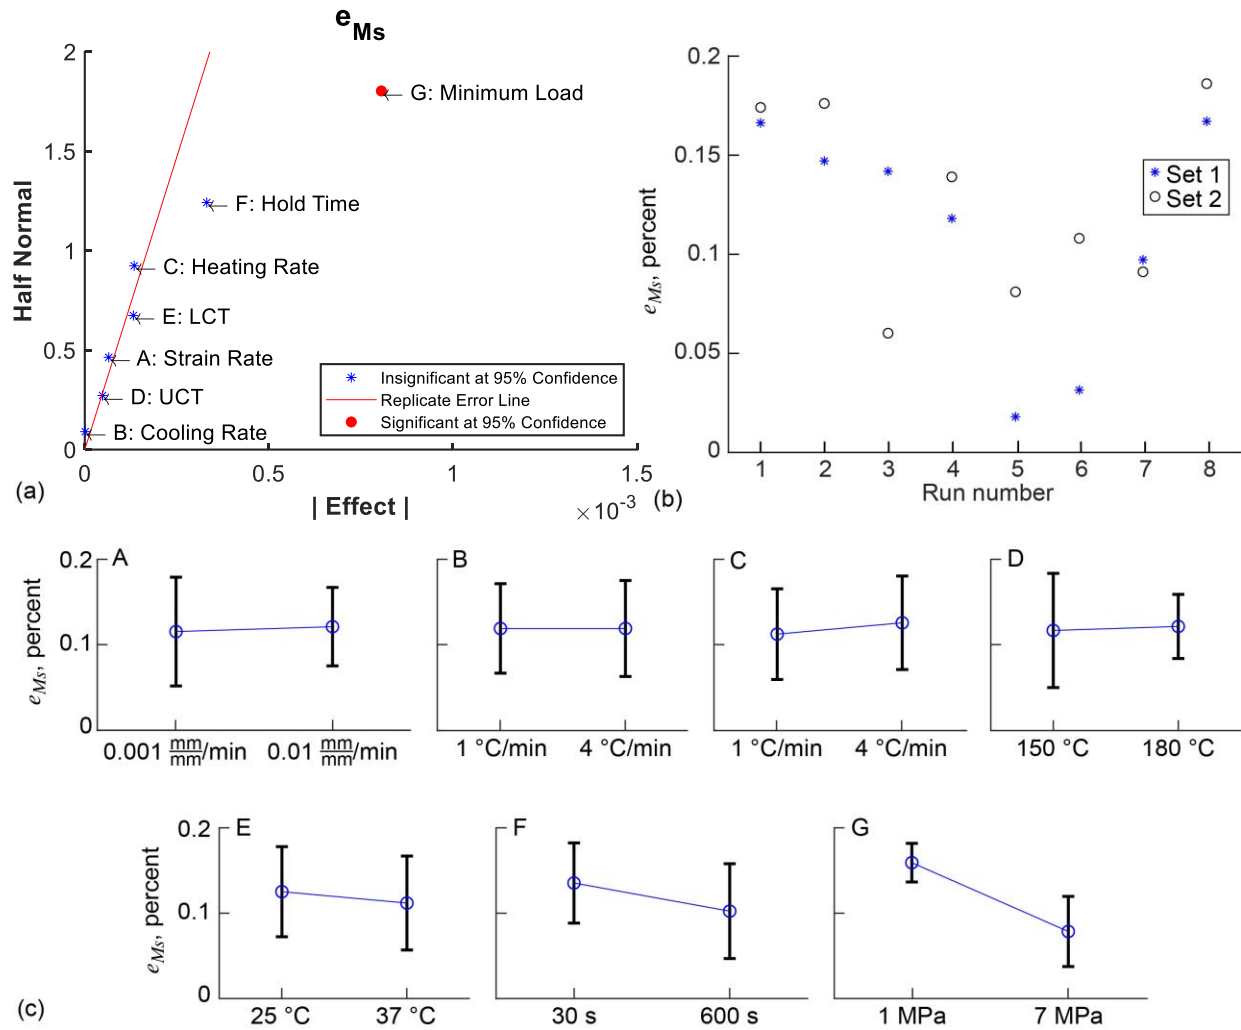 e_Ms
2
1.5
1
0.5
0
Half Normal
G: Minimum Load
F: Hold Time
C: Heating Rate
E: LCT
A: Strain Rate
D: UCT
B: Cooling Rate
Insignificant at 95% Confidence
Replicate Error Line
Significant at 95% Confidence
0 0.5 1 1.5
| Effect |
×10⁻³
(a)
0.2
0.15
0.1
0.05
0
e_Ms, percent
Set 1
Set 2
1 2 3 4 5 6 7 8
Run number
(b)
A
0.2
0.1
0
e_Ms, percent
0.001 mm/mm/min 0.01 mm/mm/min
B
1 °C/min 4 °C/min
C
1 °C/min 4 °C/min
D
150 °C 180 °C
E
0.2
0.1
0
e_Ms, percent
25 °C 37 °C
F
30 s 600 s
G
1 MPa 7 MPa
(c)